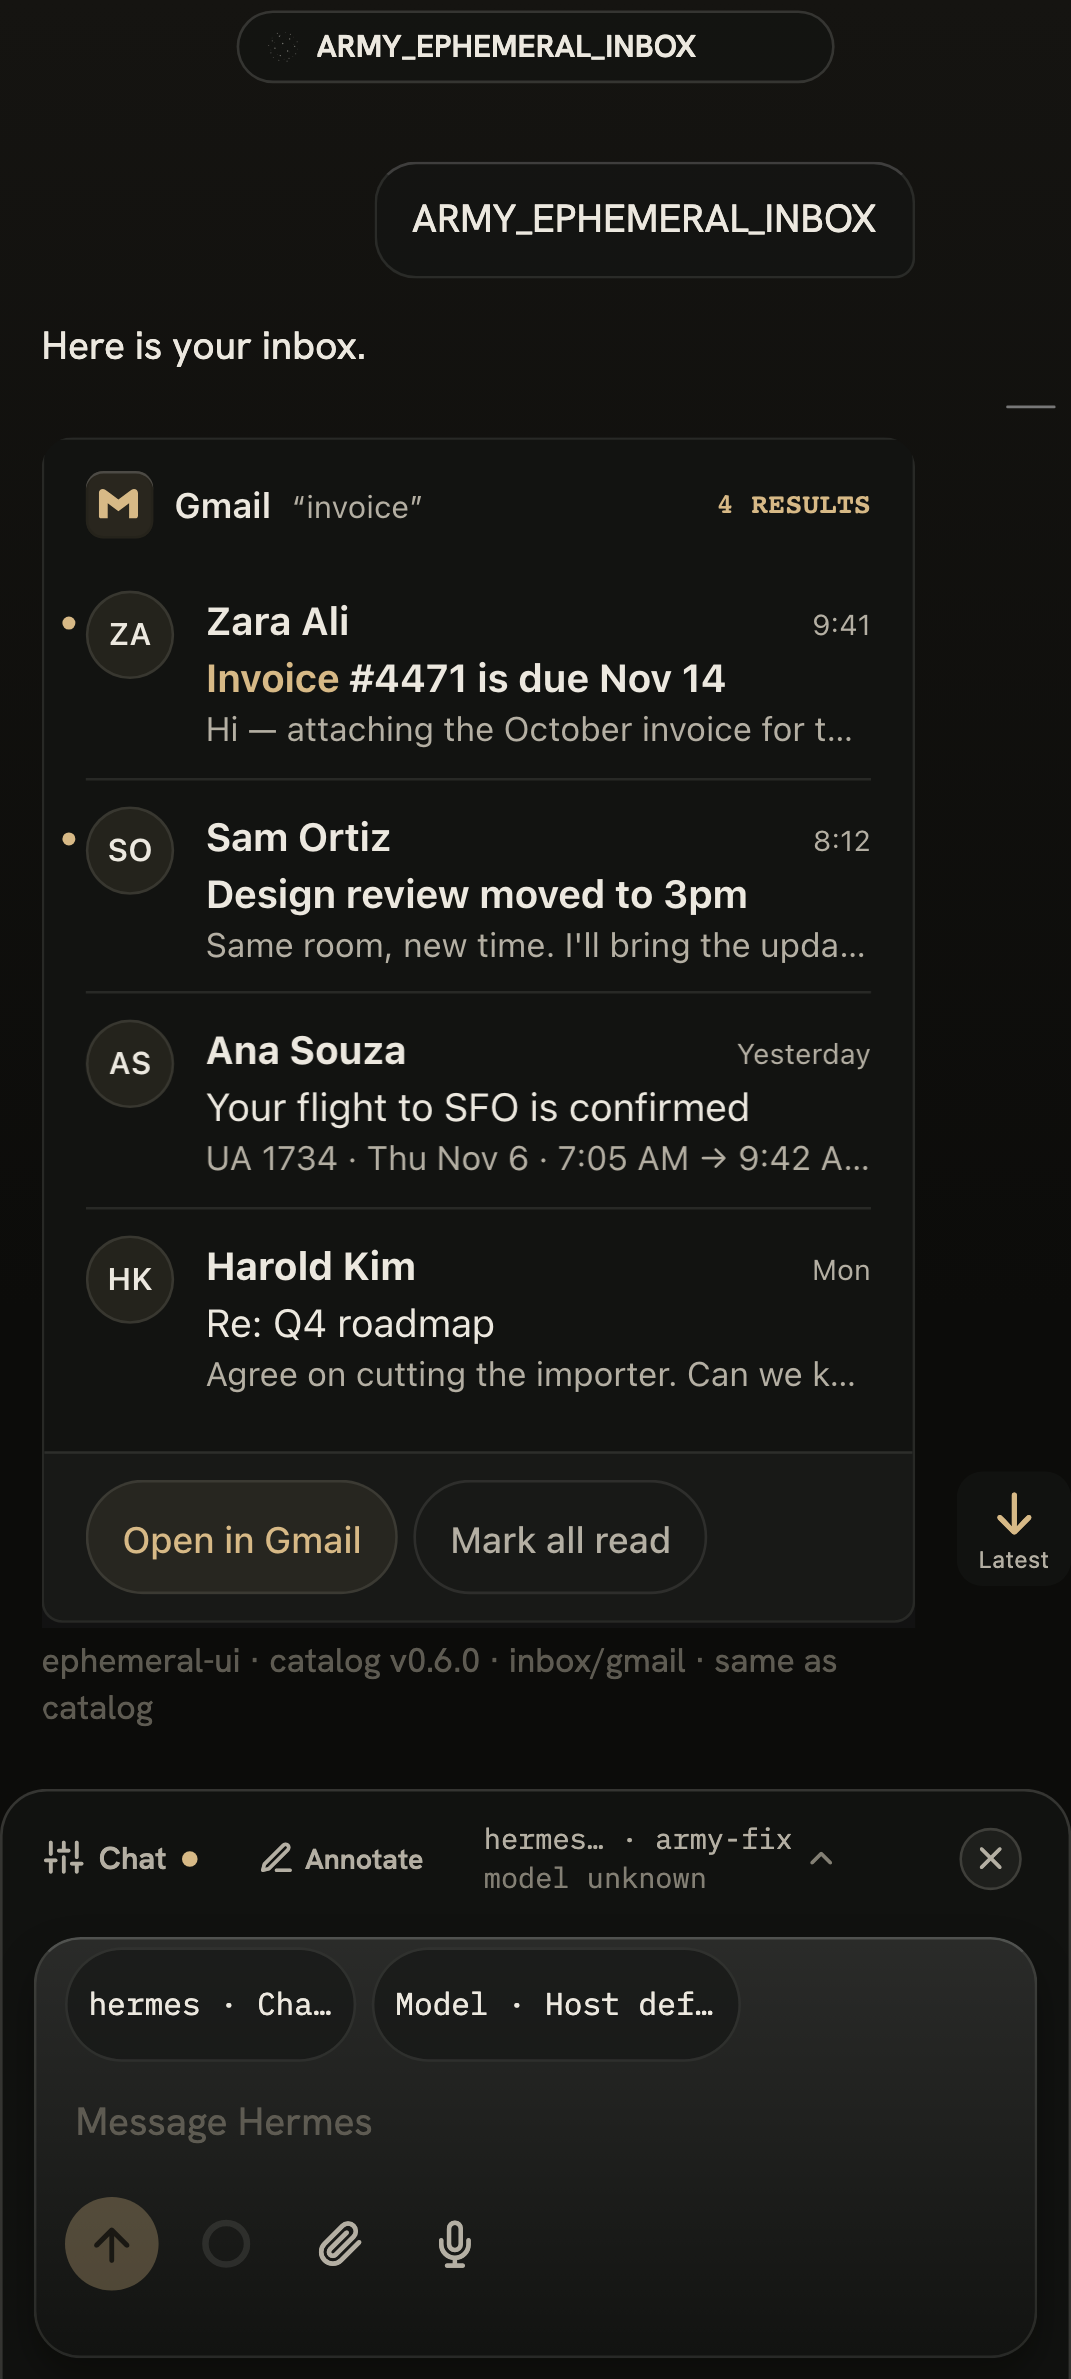 ARMY_EPHEMERAL_INBOX
ARMY_EPHEMERAL_INBOX
Here is your inbox.
Gmail “invoice” 4 RESULTS
ZA Zara Ali 9:41
Invoice #4471 is due Nov 14
Hi — attaching the October invoice for t...
SO Sam Ortiz 8:12
Design review moved to 3pm
Same room, new time. I'll bring the upda...
AS Ana Souza Yesterday
Your flight to SFO is confirmed
UA 1734 · Thu Nov 6 · 7:05 AM → 9:42 A...
HK Harold Kim Mon
Re: Q4 roadmap
Agree on cutting the importer. Can we k...
Open in Gmail Mark all read
Latest
ephemeral-ui · catalog v0.6.0 · inbox/gmail · same as
catalog
Chat Annotate hermes… · army-fix
model unknown
hermes · Cha… Model · Host def…
Message Hermes